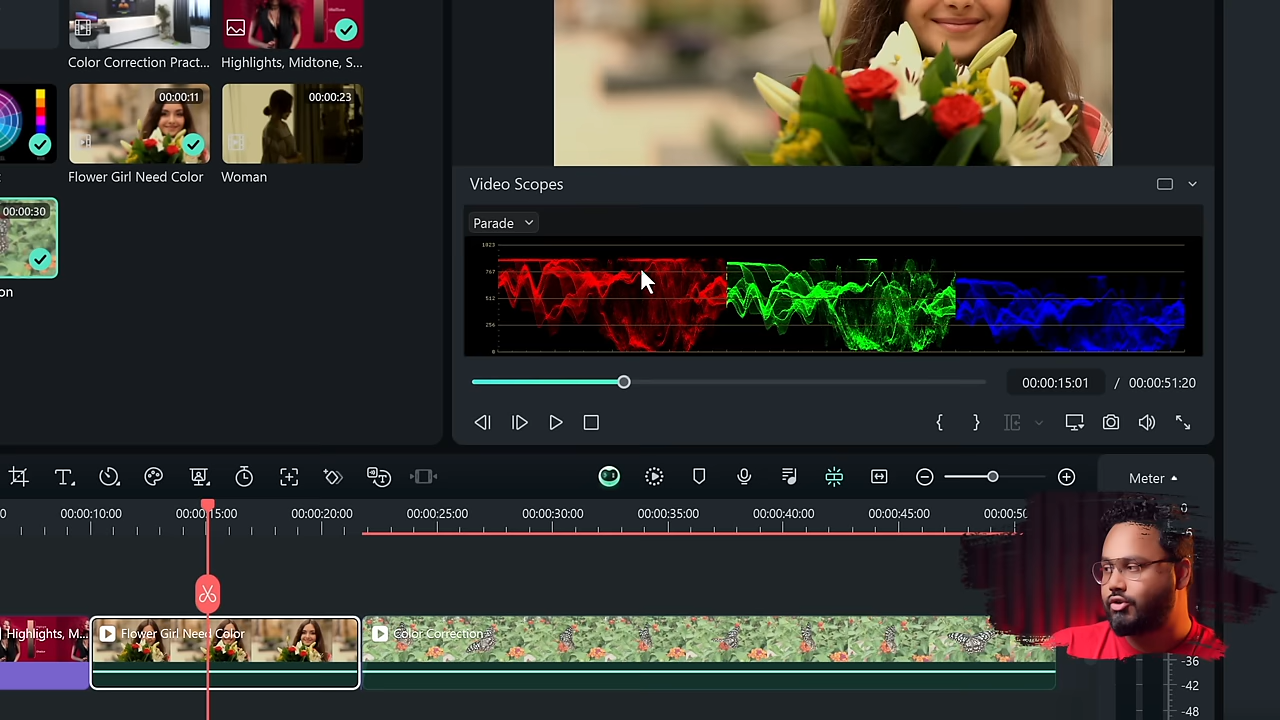 Color Correction Pract...
Highlights, Midtone, S...
00:00:11
00:00:23
Flower Girl Need Color
Woman
00:00:30
on
Video Scopes
Parade
1023
767
512
256
0
00:00:15:01 / 00:00:51:20
Meter
0 00:00:10:00 00:00:15:00 00:00:20:00 00:00:25:00 00:00:30:00 00:00:35:00 00:00:40:00 00:00:45:00 00:00:50
0
Highlights, M...
Flower Girl Need Color
Color Correction
-36
-42
-48